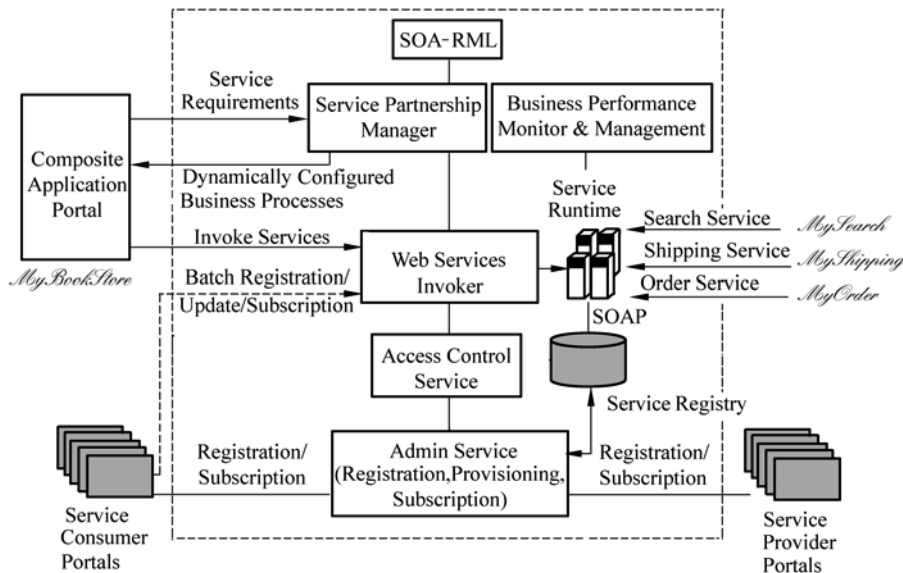 SOA-RML
Service
Requirements
Service Partnership
Manager
Business Performance
Monitor & Management
Composite
Application
Portal
Dynamically Configured
Business Processes
Service
Runtime
Search Service
MySearch
Invoke Services
Web Services
Invoker
Shipping Service
MyShipping
MyBookStore
Batch Registration/
Update/Subscription
Order Service
MyOrder
SOAP
Access Control
Service
Service Registry
Registration/
Subscription
Admin Service
(Registration,Provisioning,
Subscription)
Registration/
Subscription
Service
Consumer
Portals
Service
Provider
Portals